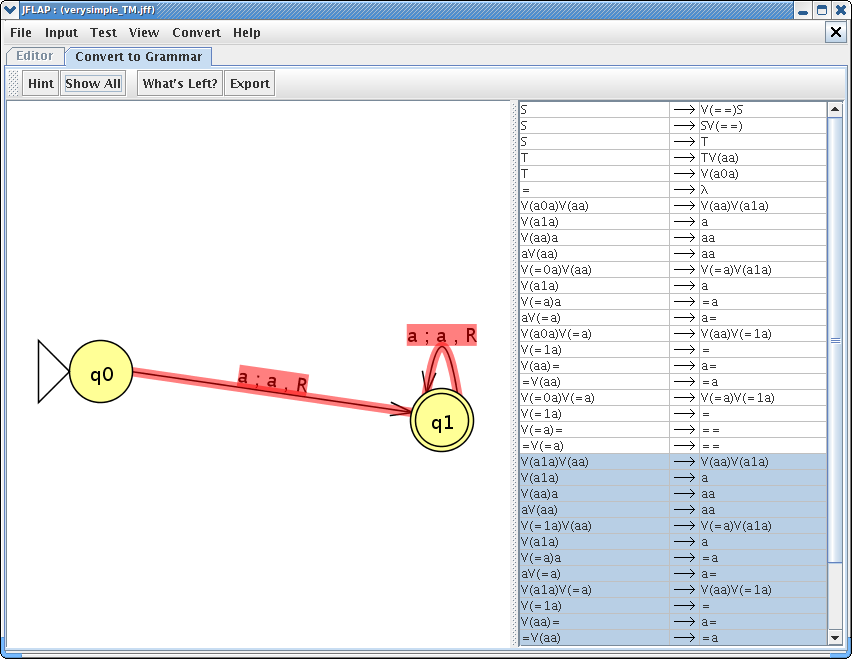 JFLAP : (verysimple_TM.jff)
File Input Test View Convert Help
Editor Convert to Grammar
Hint Show All What's Left? Export
q0
a ; a , R
a ; a , R
q1
S → V(==)S
S → SV(==)
S → T
T → TV(aa)
T → V(a0a)
= → λ
V(a0a)V(aa) → V(aa)V(a1a)
V(a1a) → a
V(aa)a → aa
aV(aa) → aa
V(=0a)V(aa) → V(=a)V(a1a)
V(a1a) → a
V(=a)a → =a
aV(=a) → a=
V(a0a)V(=a) → V(aa)V(=1a)
V(=1a) → =
V(aa)= → a=
=V(aa) → =a
V(=0a)V(=a) → V(=a)V(=1a)
V(=1a) → =
V(=a)= → ==
=V(=a) → ==
V(a1a)V(aa) → V(aa)V(a1a)
V(a1a) → a
V(aa)a → aa
aV(aa) → aa
V(=1a)V(aa) → V(=a)V(a1a)
V(a1a) → a
V(=a)a → =a
aV(=a) → a=
V(a1a)V(=a) → V(aa)V(=1a)
V(=1a) → =
V(aa)= → a=
=V(aa) → =a